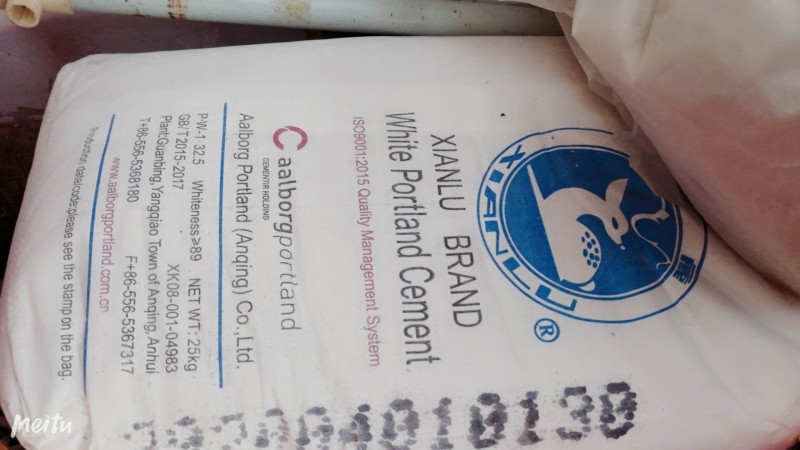 XIANLU
XIANLU BRAND
White Portland Cement
ISO9001:2015 Quality Management System
aalborgportland
CEMENTIR HOLDING
Aalborg Portland (Anqing) Co.,Ltd.
P·W-1 32.5 Whiteness≥89 NET WT: 25kg
GB/T2015-2017 XK08-001-04983
Plant:Guanbing,Yangqiao Town of Anqing,Anhui
T+86-556-5368180 F+86-556-5367317
www.aalborgportland.com.cn
Production date/code:please see the stamp on the bag.
Meitu